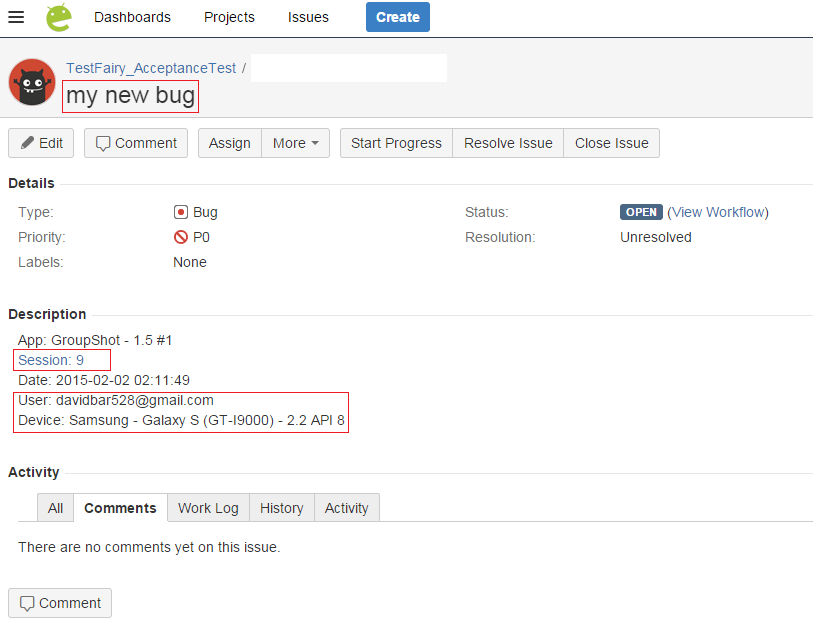 Dashboards Projects Issues Create
TestFairy_AcceptanceTest /
my new bug
Edit Comment Assign More Start Progress Resolve Issue Close Issue
Details
Type: Bug Status: OPEN (View Workflow)
Priority: P0 Resolution: Unresolved
Labels: None
Description
App: GroupShot - 1.5 #1
Session: 9
Date: 2015-02-02 02:11:49
User: davidbar528@gmail.com
Device: Samsung - Galaxy S (GT-I9000) - 2.2 API 8
Activity
All Comments Work Log History Activity
There are no comments yet on this issue.
Comment